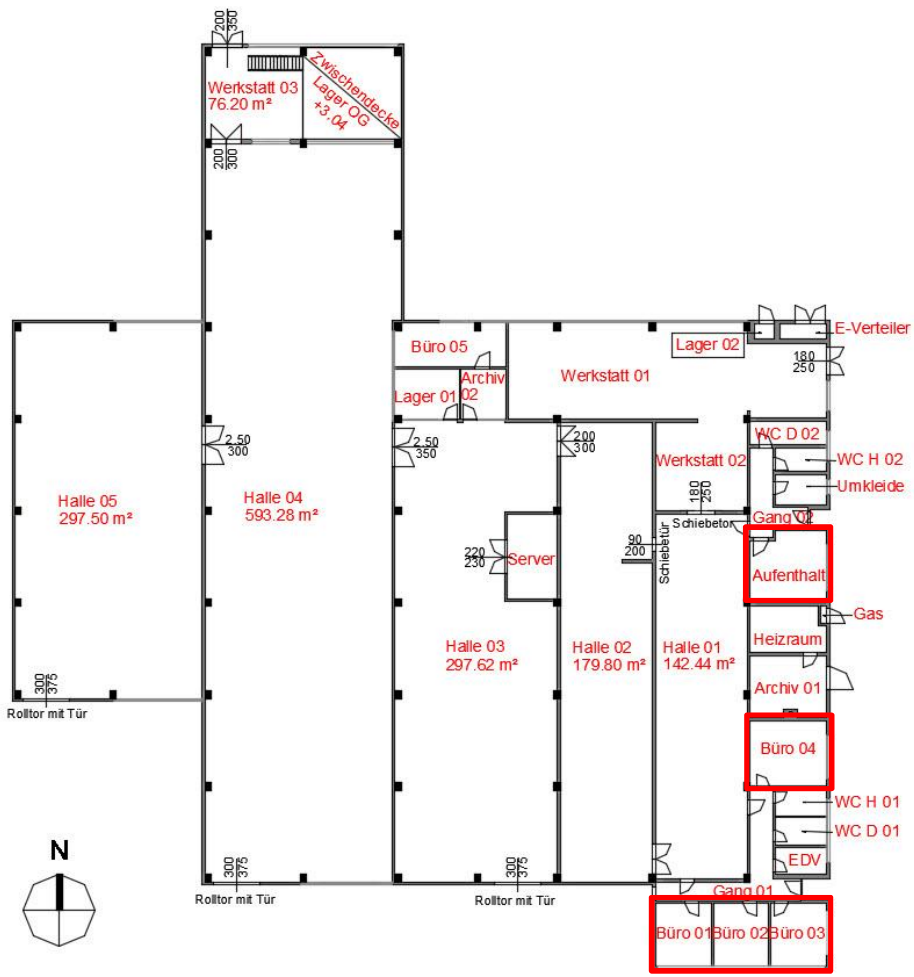 200
350
Werkstatt 03
76.20 m²
Zwischendecke
Lager OG
+3.04
200
300
E-Verteiler
Büro 05
Lager 02
180
250
Archiv
02
Werkstatt 01
Lager 01
2.50
300
2.50
350
200
300
WC D 02
WC H 02
Werkstatt 02
Umkleide
180
250
Halle 05
297.50 m²
Halle 04
593.28 m²
Schiebetor
Gang 02
90
200
Schiebetür
220
230
Server
Aufenthalt
Gas
Halle 03
297.62 m²
Halle 02
179.80 m²
Halle 01
142.44 m²
Heizraum
300
375
Rolltor mit Tür
Archiv 01
Büro 04
WC H 01
WC D 01
N
EDV
300
375
Rolltor mit Tür
300
375
Rolltor mit Tür
Gang 01
Büro 01
Büro 02
Büro 03